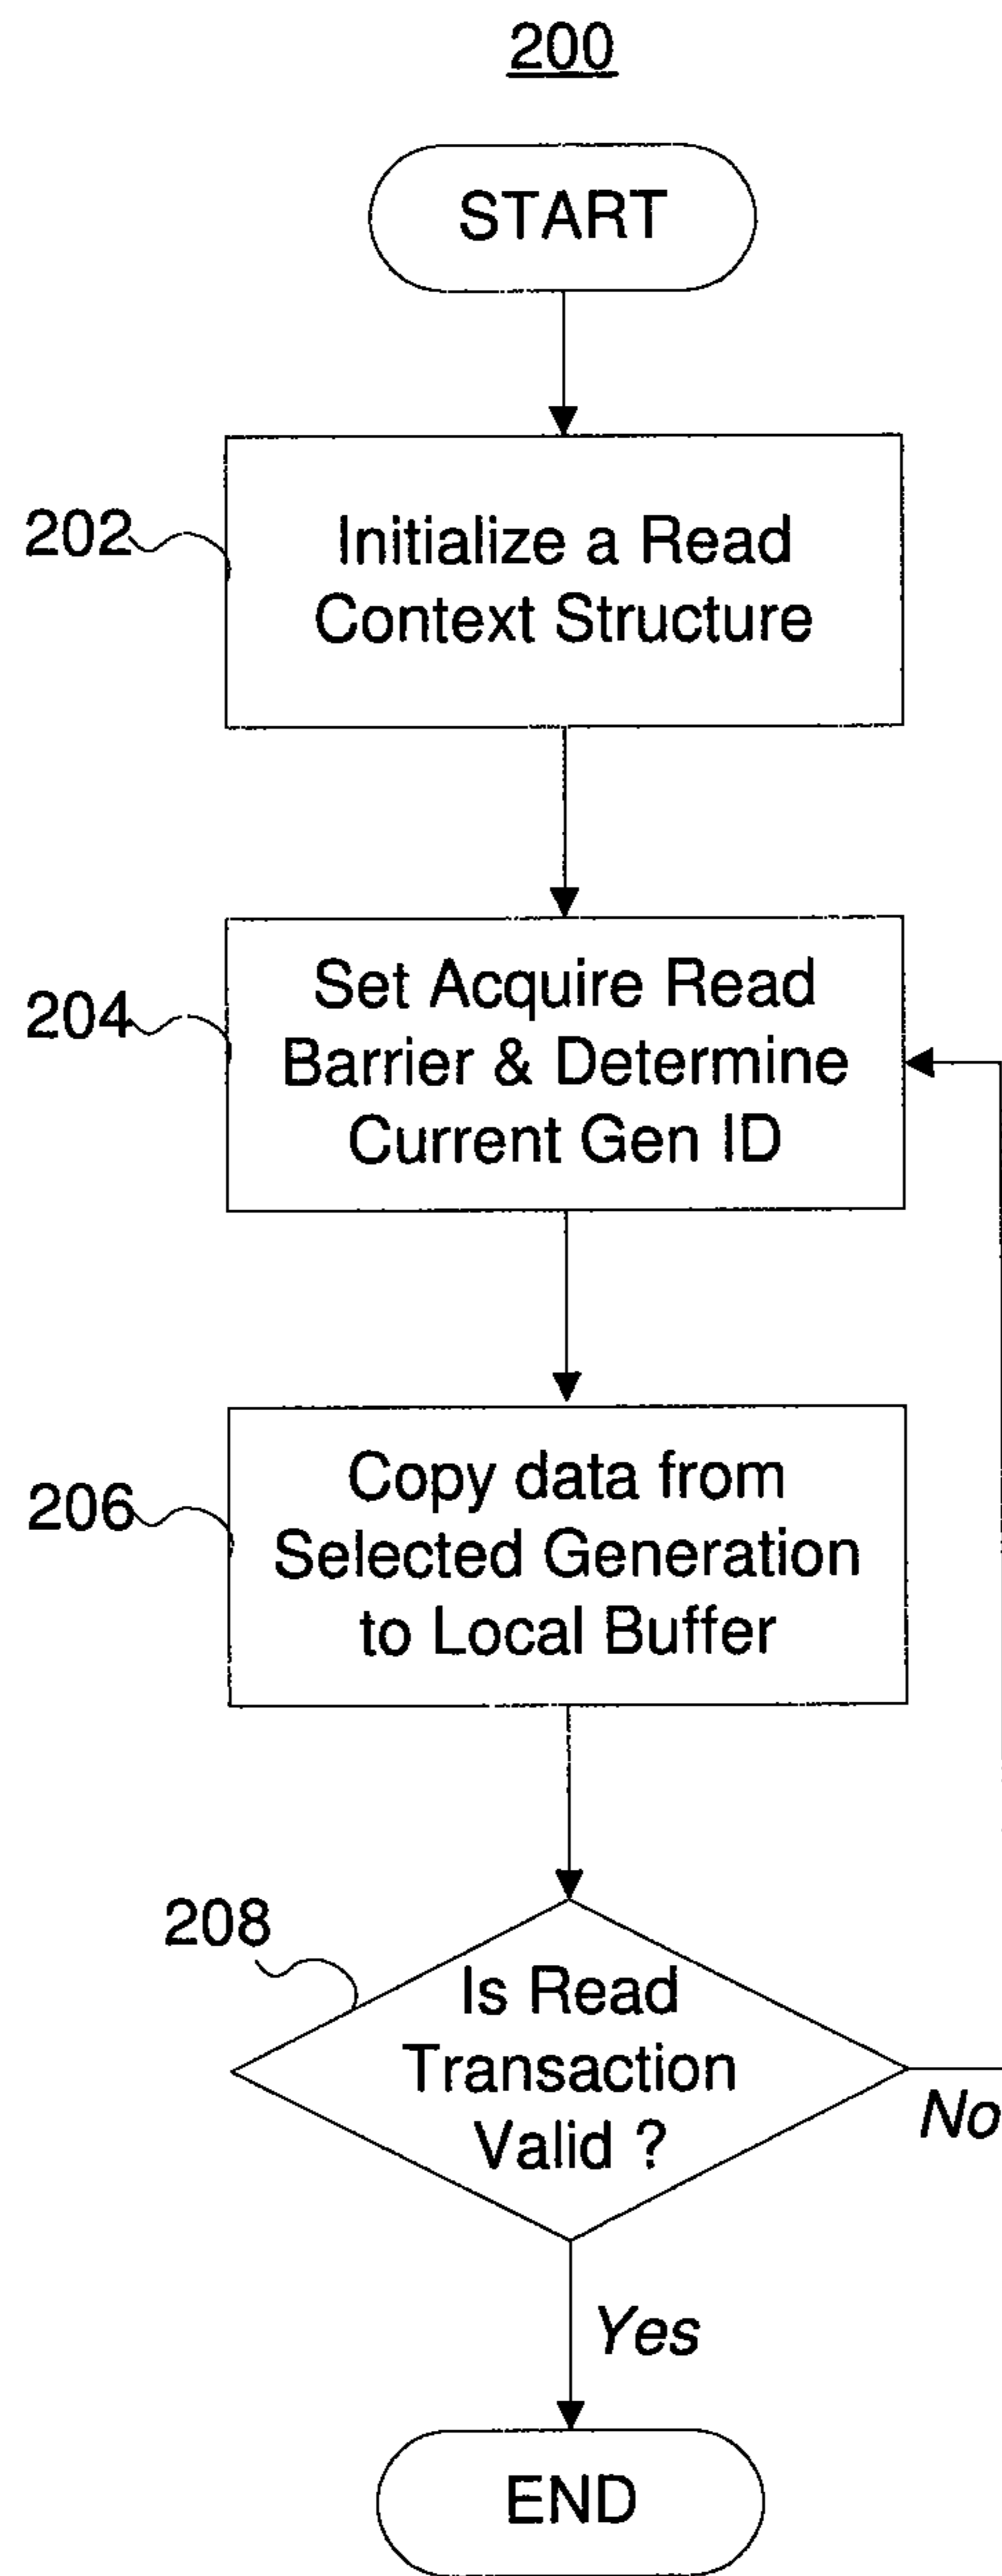 200
START
202
Initialize a Read
Context Structure
204
Set Acquire Read
Barrier & Determine
Current Gen ID
206
Copy data from
Selected Generation
to Local Buffer
208
Is Read
Transaction
Valid ?
No
Yes
END